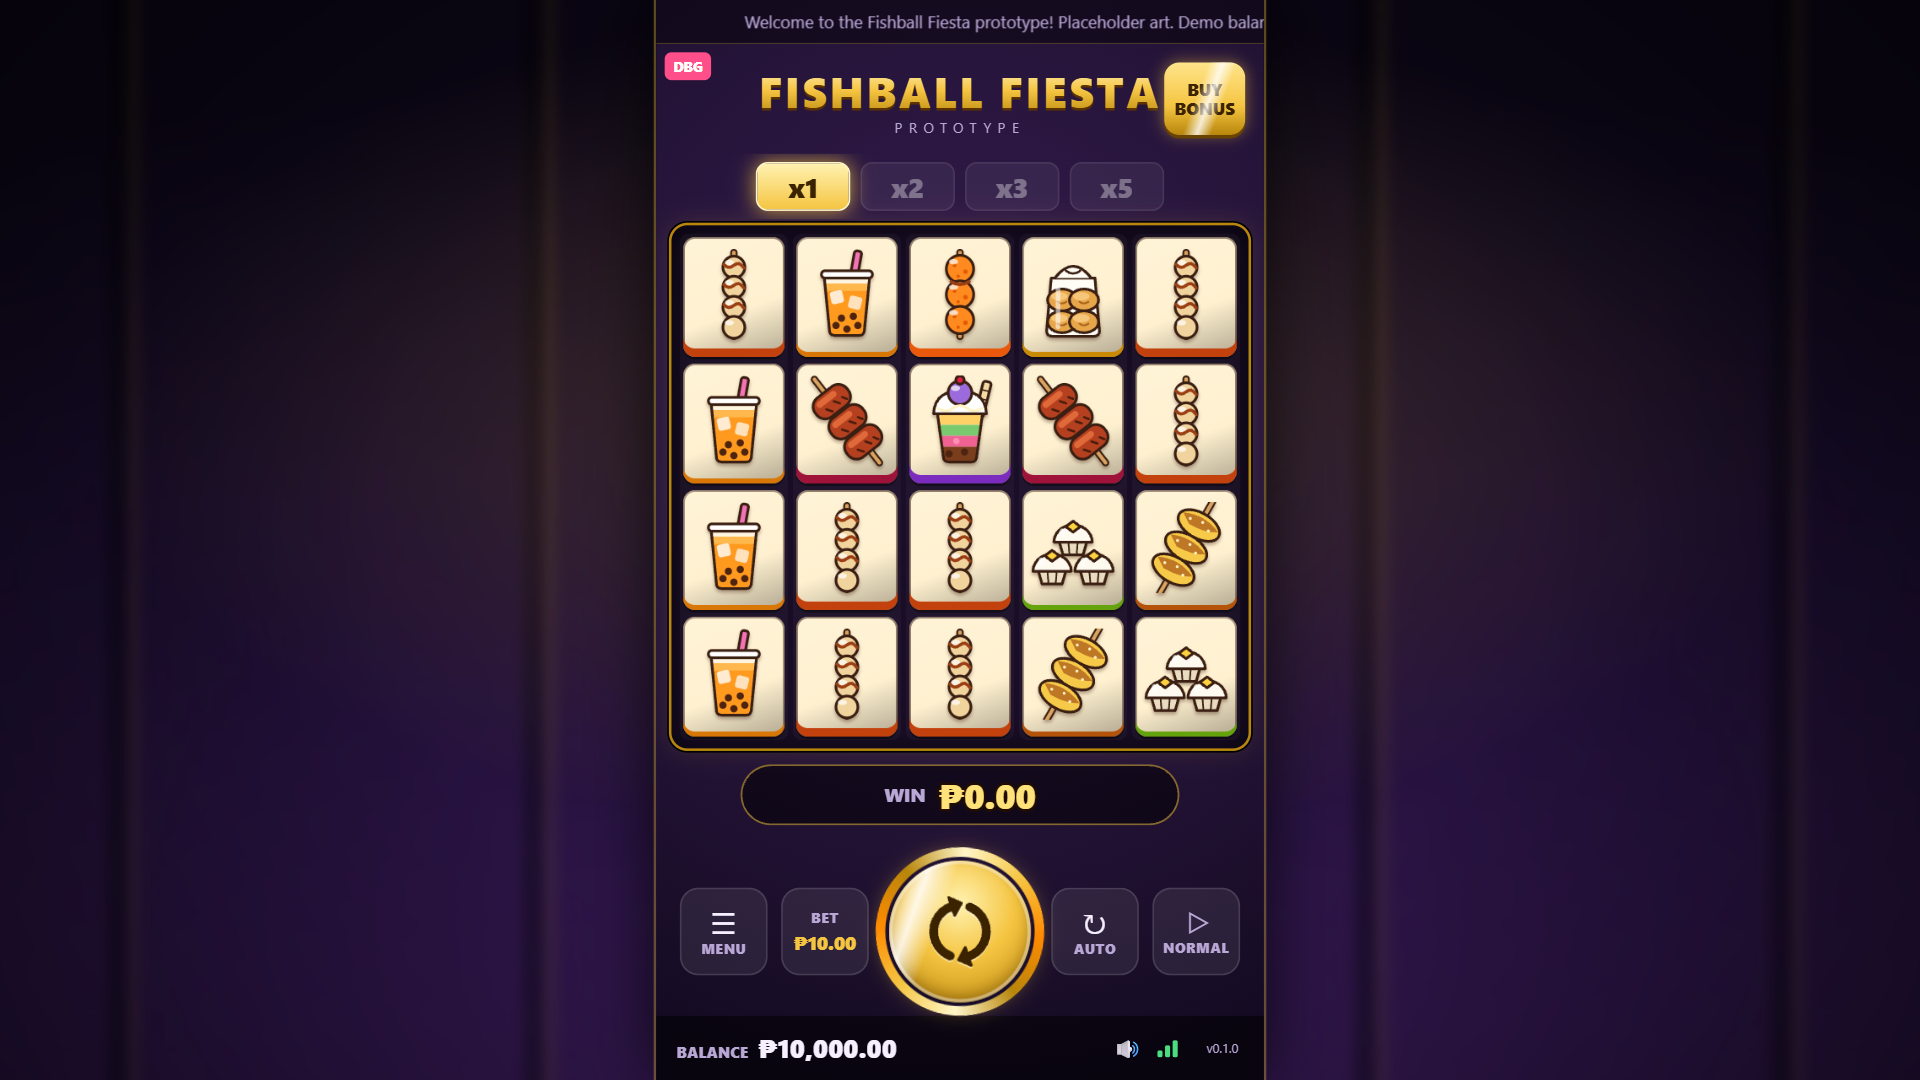 Welcome to the Fishball Fiesta prototype! Placeholder art. Demo
DBG
FISHBALL FIESTA
PROTOTYPE
BUY
BONUS
x1 x2 x3 x5
WIN ₱0.00
MENU
BET
₱10.00
AUTO
NORMAL
BALANCE ₱10,000.00
v0.1.0